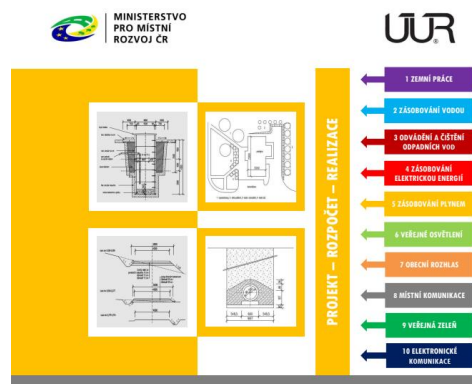 MINISTERSTVO
PRO MÍSTNÍ
ROZVOJ ČR
ÚÚR
PROJEKT – ROZPOČET – REALIZACE
1 ZEMNÍ PRÁCE
2 ZÁSOBOVÁNÍ VODOU
3 ODVÁDĚNÍ A ČIŠTĚNÍ
ODPADNÍCH VOD
4 ZÁSOBOVÁNÍ
ELEKTRICKOU ENERGIÍ
5 ZÁSOBOVÁNÍ PLYNEM
6 VEŘEJNÉ OSVĚTLENÍ
7 OBECNÍ ROZHLAS
8 MÍSTNÍ KOMUNIKACE
9 VEŘEJNÁ ZELEŇ
10 ELEKTRONICKÉ
KOMUNIKACE